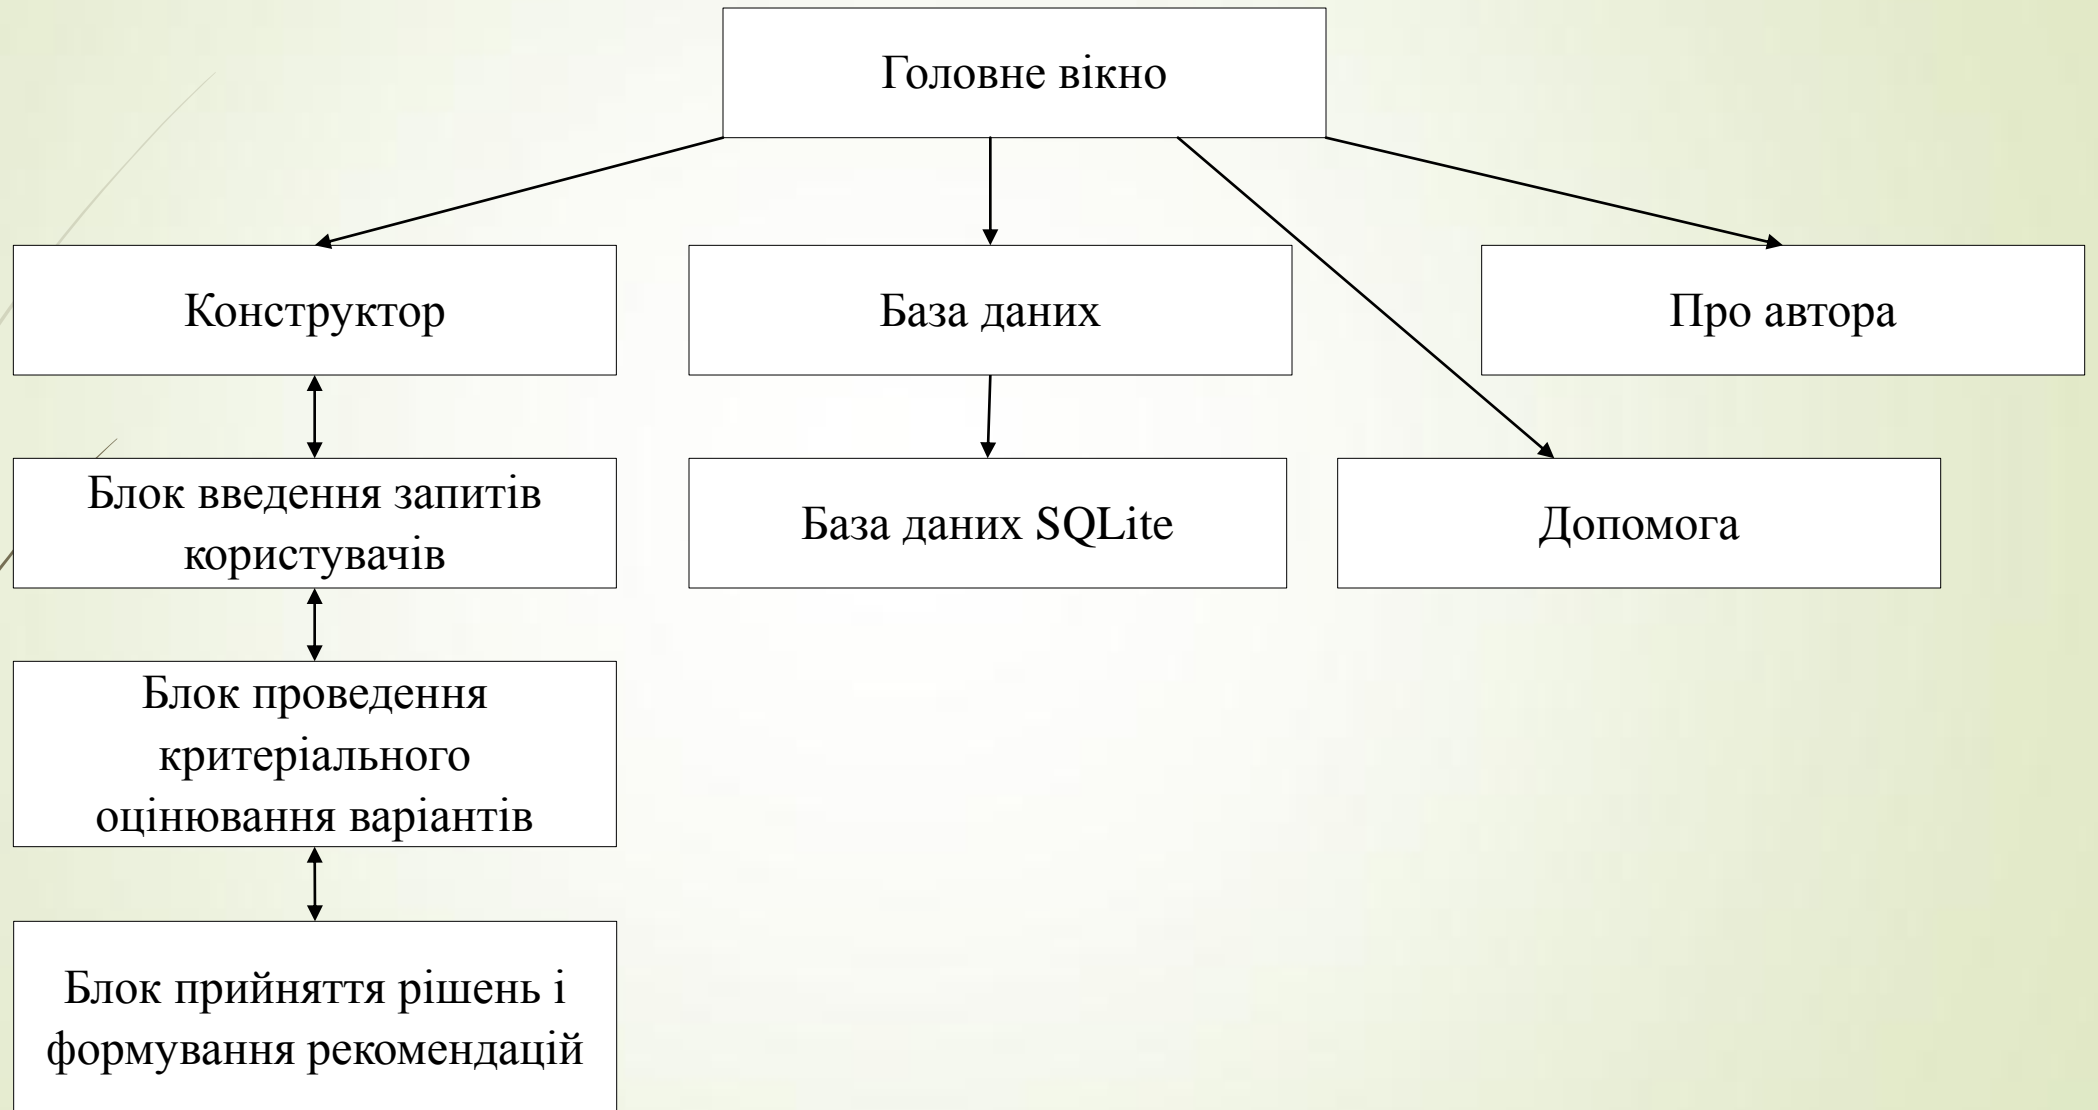 Головне вікно
Конструктор
База даних
Про автора
Блок введення запитів
користувачів
База даних SQLite
Допомога
Блок проведення
критеріального
оцінювання варіантів
Блок прийняття рішень і
формування рекомендацій